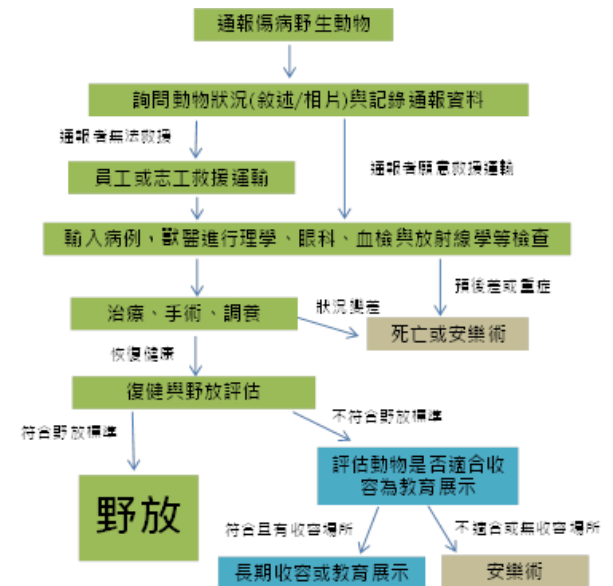 通報傷病野生動物
詢問動物狀況(敘述/相片)與記錄通報資料
通報者無法救援
通報者願意救援運輸
員工或志工救援運輸
輸入病例，獸醫進行理學、眼科、血檢與放射線學等檢查
預後差或重症
狀況變差
治療、手術、調養
死亡或安樂術
恢復健康
復健與野放評估
符合野放標準
不符合野放標準
評估動物是否適合收
容為教育展示
野放
符合且有收容場所
不適合或無收容場所
長期收容或教育展示
安樂術